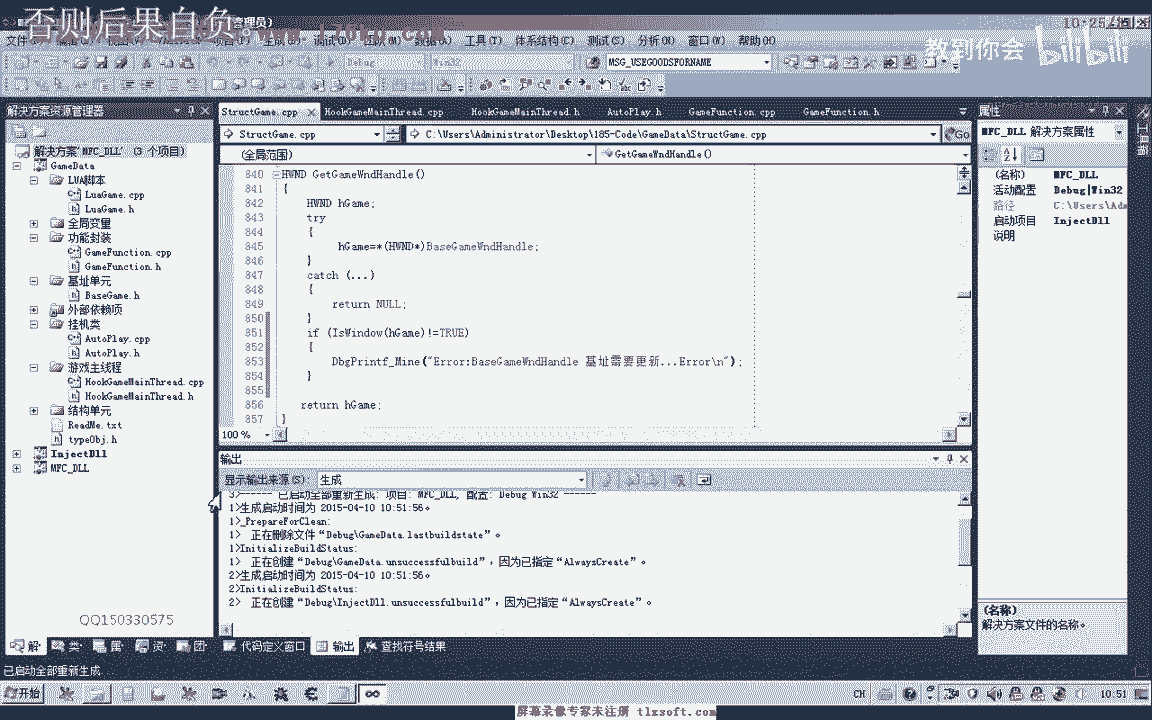 否则后果自负。
管理员)
10:25
工具(T) 体系结构(C) 测试(S) 分析(N) 窗口(W) 帮助(H)
教到你会 bilibili
Debug
Win32
MSG_USEGOODSFORNAME
解决方案资源管理器
StructGame.cpp HookGameMainThread.cpp HookGameMainThread.h AutoPlay.h GameFunction.cpp GameFunction.h
属性
StructGame.cpp
C:\Users\Administrator\Desktop\185-Code\GameData\StructGame.cpp
Go
MFC_DLL 解决方案属性
(全局范围)
GetGameWndHandle()
解决方案'MFC_DLL' (3 个项目)
GameData
LUA脚本
LuaGame.cpp
LuaGame.h
全局变量
功能封装
GameFunction.cpp
GameFunction.h
基址单元
BaseGame.h
外部依赖项
挂机类
AutoPlay.cpp
AutoPlay.h
游戏主线程
HookGameMainThread.cpp
HookGameMainThread.h
结构单元
ReadMe.txt
typeObj.h
InjectDll
MFC_DLL
840 HWND GetGameWndHandle()
841 {
842 HWND hGame;
843 try
844 {
845 hGame=*(HWND*)BaseGameWndHandle;
846 }
847 catch (...)
848 {
849 return NULL;
850 }
851 if (IsWindow(hGame)!=TRUE)
852 {
853 DbgPrintf_Mine("Error:BaseGameWndHandle 基址需要更新...Error\n");
854 }
855
856 return hGame;
857 }
100 %
(名称) MFC_DLL
活动配置 Debug|Win32
路径 C:\Users\Adm
启动项目 InjectDll
说明
输出
显示输出来源(S): 生成
3>------ 已启动全部重新生成: 项目: MFC_DLL, 配置: Debug Win32 ------
1>生成启动时间为 2015-04-10 10:51:56。
1>_PrepareForClean:
1> 正在删除文件“Debug\GameData.lastbuildstate”。
1>InitializeBuildStatus:
1> 正在创建“Debug\GameData.unsuccessfulbuild”，因为已指定“AlwaysCreate”。
2>生成启动时间为 2015-04-10 10:51:56。
2>InitializeBuildStatus:
2> 正在创建“Debug\InjectDll.unsuccessfulbuild”，因为已指定“AlwaysCreate”。
(名称)
解决方案文件的名称。
QQ150330575
解 类 属 资 团
代码定义窗口 输出 查找符号结果
已启动全部重新生成...
开始
CH
10:51
屏幕录像专家未注册 tlxsoft.com